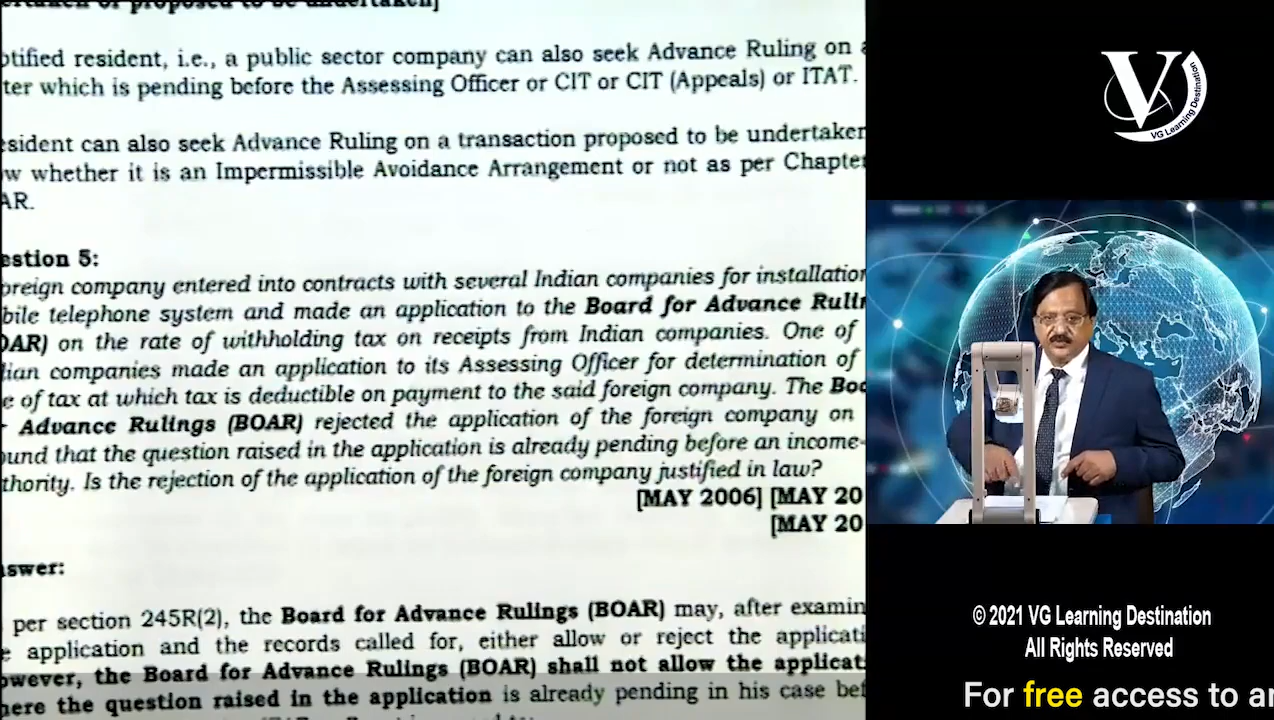 otified resident, i.e., a public sector company can also seek Advance Ruling on a
ter which is pending before the Assessing Officer or CIT or CIT (Appeals) or ITAT.
esident can also seek Advance Ruling on a transaction proposed to be undertaken
ow whether it is an Impermissible Avoidance Arrangement or not as per Chapter
AR.
estion 5:
oreign company entered into contracts with several Indian companies for installation
bile telephone system and made an application to the Board for Advance Rulin
OAR) on the rate of withholding tax on receipts from Indian companies. One of
dian companies made an application to its Assessing Officer for determination of
e of tax at which tax is deductible on payment to the said foreign company. The Boa
r Advance Rulings (BOAR) rejected the application of the foreign company on
ound that the question raised in the application is already pending before an income-
thority. Is the rejection of the application of the foreign company justified in law?
[MAY 2006] [MAY 20
[MAY 20
swer:
per section 245R(2), the Board for Advance Rulings (BOAR) may, after examin
e application and the records called for, either allow or reject the applicati
owever, the Board for Advance Rulings (BOAR) shall not allow the applicat
here the question raised in the application is already pending in his case bef
V
VG Learning Destination
© 2021 VG Learning Destination
All Rights Reserved
For free access to an